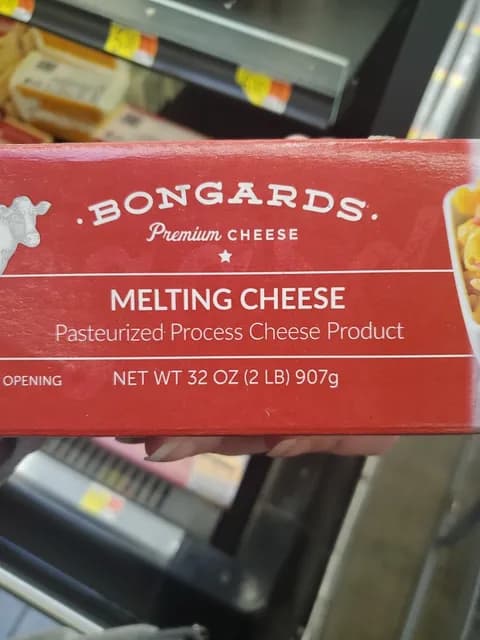 BONGARDS
Premium CHEESE
MELTING CHEESE
Pasteurized Process Cheese Product
OPENING
NET WT 32 OZ (2 LB) 907g